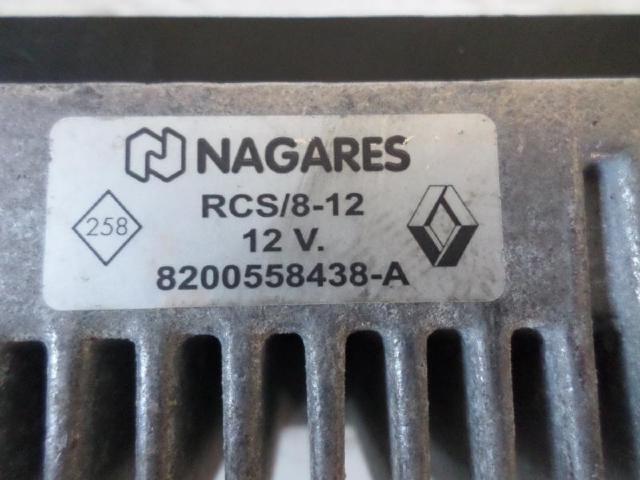 NAGARES
RCS/8-12
258
12 V.
8200558438-A